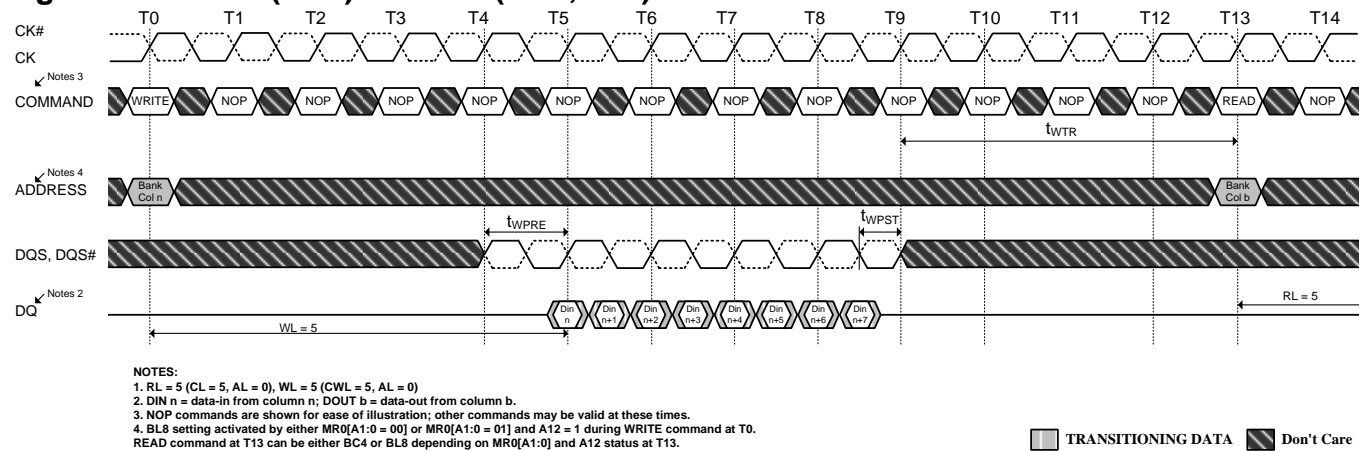 T0 T1 T2 T3 T4 T5 T6 T7 T8 T9 T10 T11 T12 T13 T14
CK#
CK
Notes 3
COMMAND WRITE NOP NOP NOP NOP NOP NOP NOP NOP NOP NOP NOP NOP READ NOP
tWTR
Notes 4
ADDRESS
Bank
Col n
Bank
Col b
tWPRE
tWPST
DQS, DQS#
Notes 2
DQ
Din
n
Din
n+1
Din
n+2
Din
n+3
Din
n+4
Din
n+5
Din
n+6
Din
n+7
RL = 5
WL = 5
NOTES:
1. RL = 5 (CL = 5, AL = 0), WL = 5 (CWL = 5, AL = 0)
2. DIN n = data-in from column n; DOUT b = data-out from column b.
3. NOP commands are shown for ease of illustration; other commands may be valid at these times.
4. BL8 setting activated by either MR0[A1:0 = 00] or MR0[A1:0 = 01] and A12 = 1 during WRITE command at T0.
READ command at T13 can be either BC4 or BL8 depending on MR0[A1:0] and A12 status at T13.
TRANSITIONING DATA Don't Care